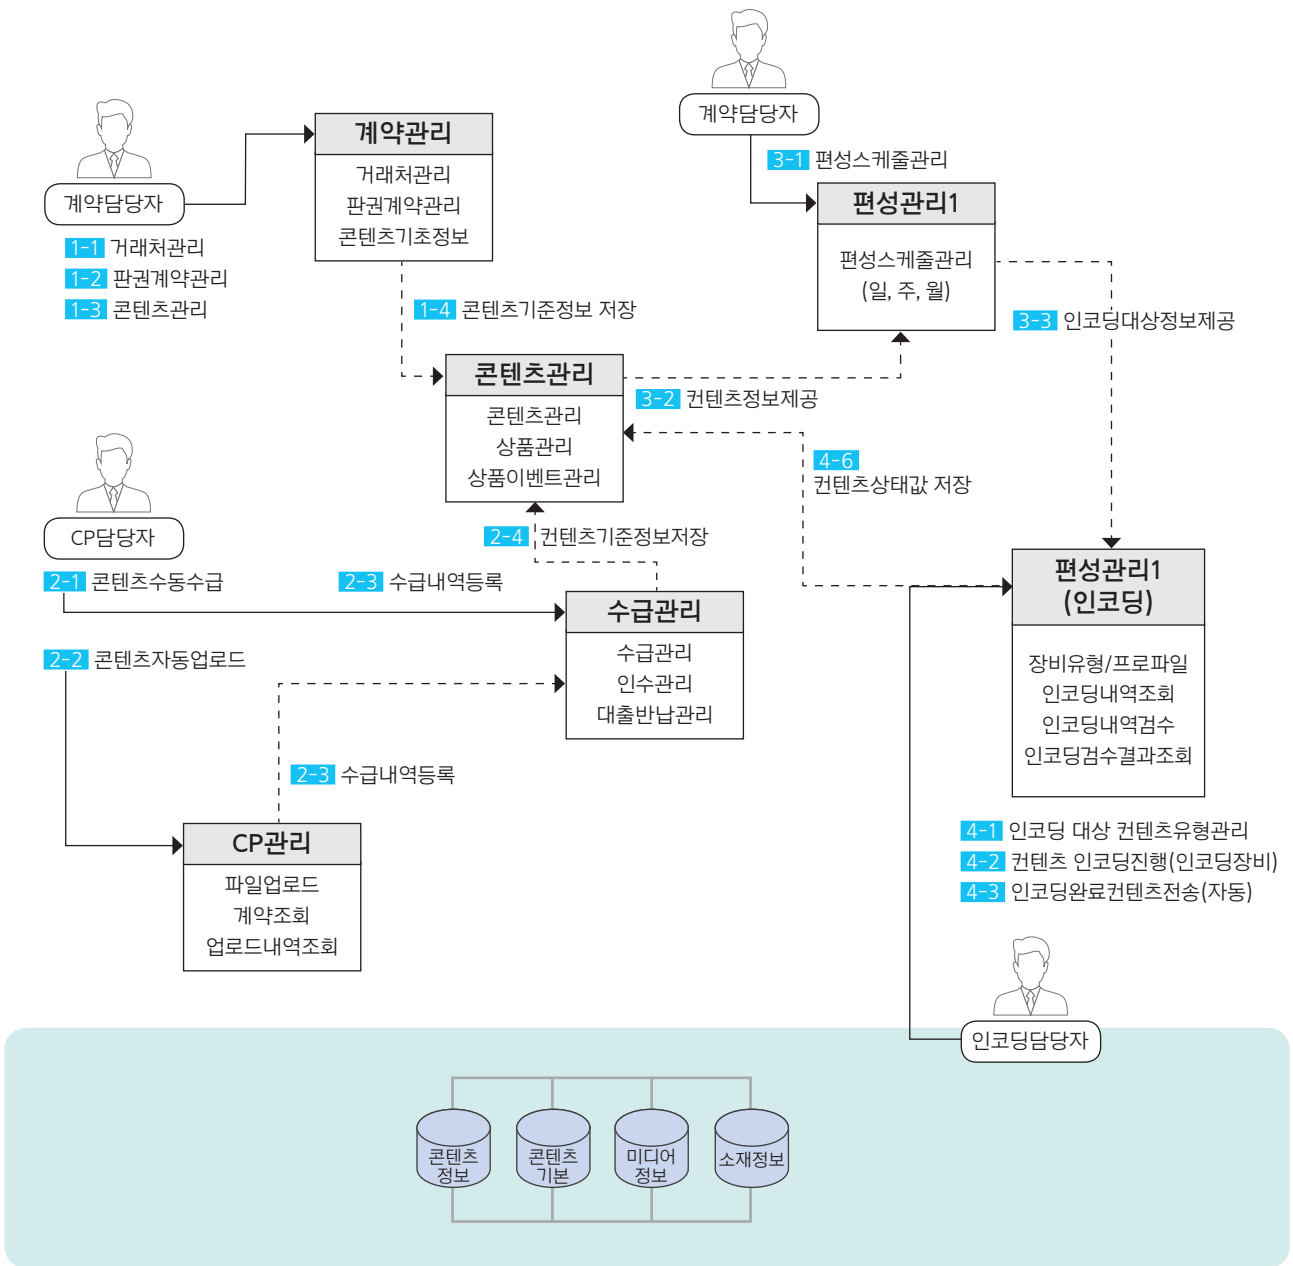 계약담당자
1-1 거래처관리
1-2 판권계약관리
1-3 콘텐츠관리
계약관리
거래처관리
판권계약관리
콘텐츠기초정보
1-4 콘텐츠기준정보 저장
계약담당자
3-1 편성스케줄관리
편성관리1
편성스케줄관리
(일, 주, 월)
3-3 인코딩대상정보제공
콘텐츠관리
콘텐츠관리
상품관리
상품이벤트관리
3-2 컨텐츠정보제공
4-6
컨텐츠상태값 저장
CP담당자
2-1 콘텐츠수동수급
2-3 수급내역등록
2-4 컨텐츠기준정보저장
수급관리
수급관리
인수관리
대출반납관리
2-2 콘텐츠자동업로드
2-3 수급내역등록
CP관리
파일업로드
계약조회
업로드내역조회
편성관리1
(인코딩)
장비유형/프로파일
인코딩내역조회
인코딩내역검수
인코딩검수결과조회
4-1 인코딩 대상 컨텐츠유형관리
4-2 컨텐츠 인코딩진행(인코딩장비)
4-3 인코딩완료컨텐츠전송(자동)
인코딩담당자
콘텐츠
정보
콘텐츠
기본
미디어
정보
소재정보